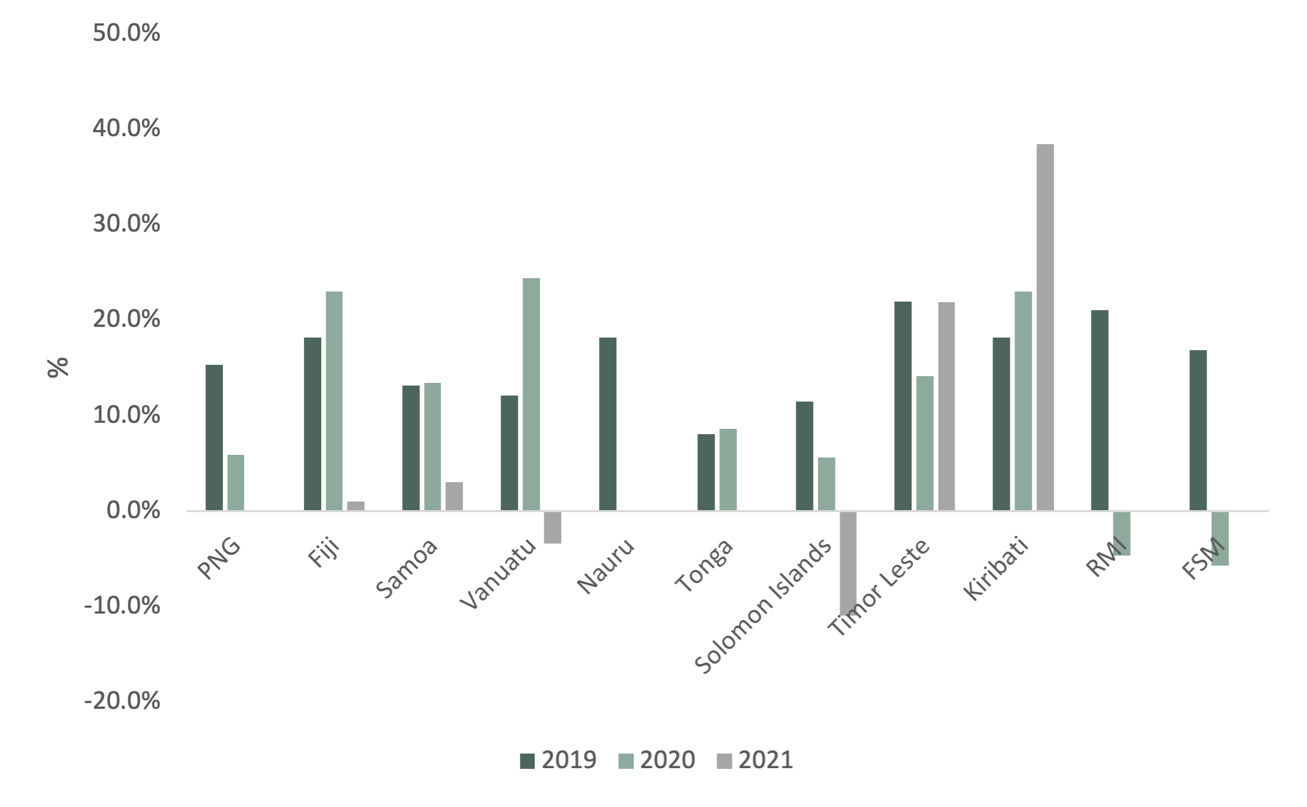 50.0%
40.0%
30.0%
20.0%
10.0%
0.0%
-10.0%
-20.0%
%
PNG
Fiji
Samoa
Vanuatu
Nauru
Tonga
Solomon Islands
Timor Leste
Kiribati
RMI
FSM
2019 2020 2021